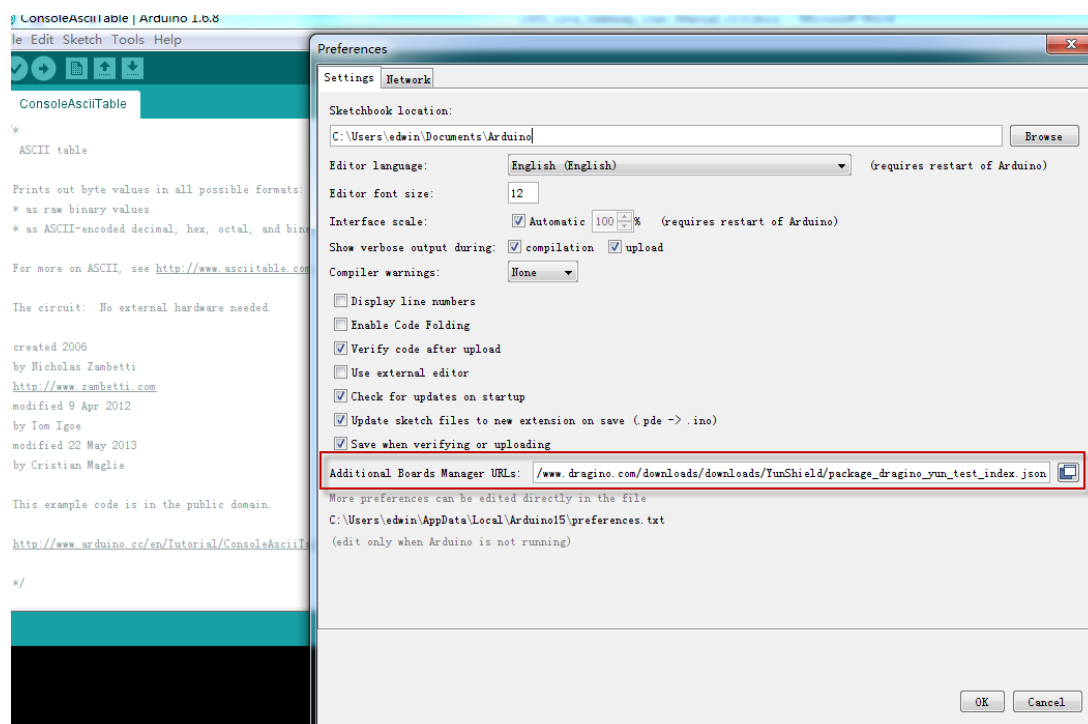 ConsoleAsciiTable | Arduino 1.6.8
le Edit Sketch Tools Help
ConsoleAsciiTable
*
ASCII table
Prints out byte values in all possible formats:
* as raw binary values
* as ASCII-encoded decimal, hex, octal, and bin
For more on ASCII, see http://www.asciitable.com
The circuit: No external hardware needed.
created 2006
by Nicholas Zambetti
http://www.zambetti.com
modified 9 Apr 2012
by Tom Igoe
modified 22 May 2013
by Cristian Maglie
This example code is in the public domain.
http://www.arduino.cc/en/Tutorial/ConsoleAsciiT
*/
Preferences
Settings Network
Sketchbook location:
C:\Users\edwin\Documents\Arduino
Browse
Editor language: English (English) (requires restart of Arduino)
Editor font size: 12
Interface scale: Automatic 100 % (requires restart of Arduino)
Show verbose output during: compilation upload
Compiler warnings: None
Display line numbers
Enable Code Folding
Verify code after upload
Use external editor
Check for updates on startup
Update sketch files to new extension on save (.pde -> .ino)
Save when verifying or uploading
Additional Boards Manager URLs: /www.dragino.com/downloads/downloads/YunShield/package_dragino_yun_test_index.json
More preferences can be edited directly in the file
C:\Users\edwin\AppData\Local\Arduino15\preferences.txt
(edit only when Arduino is not running)
OK Cancel